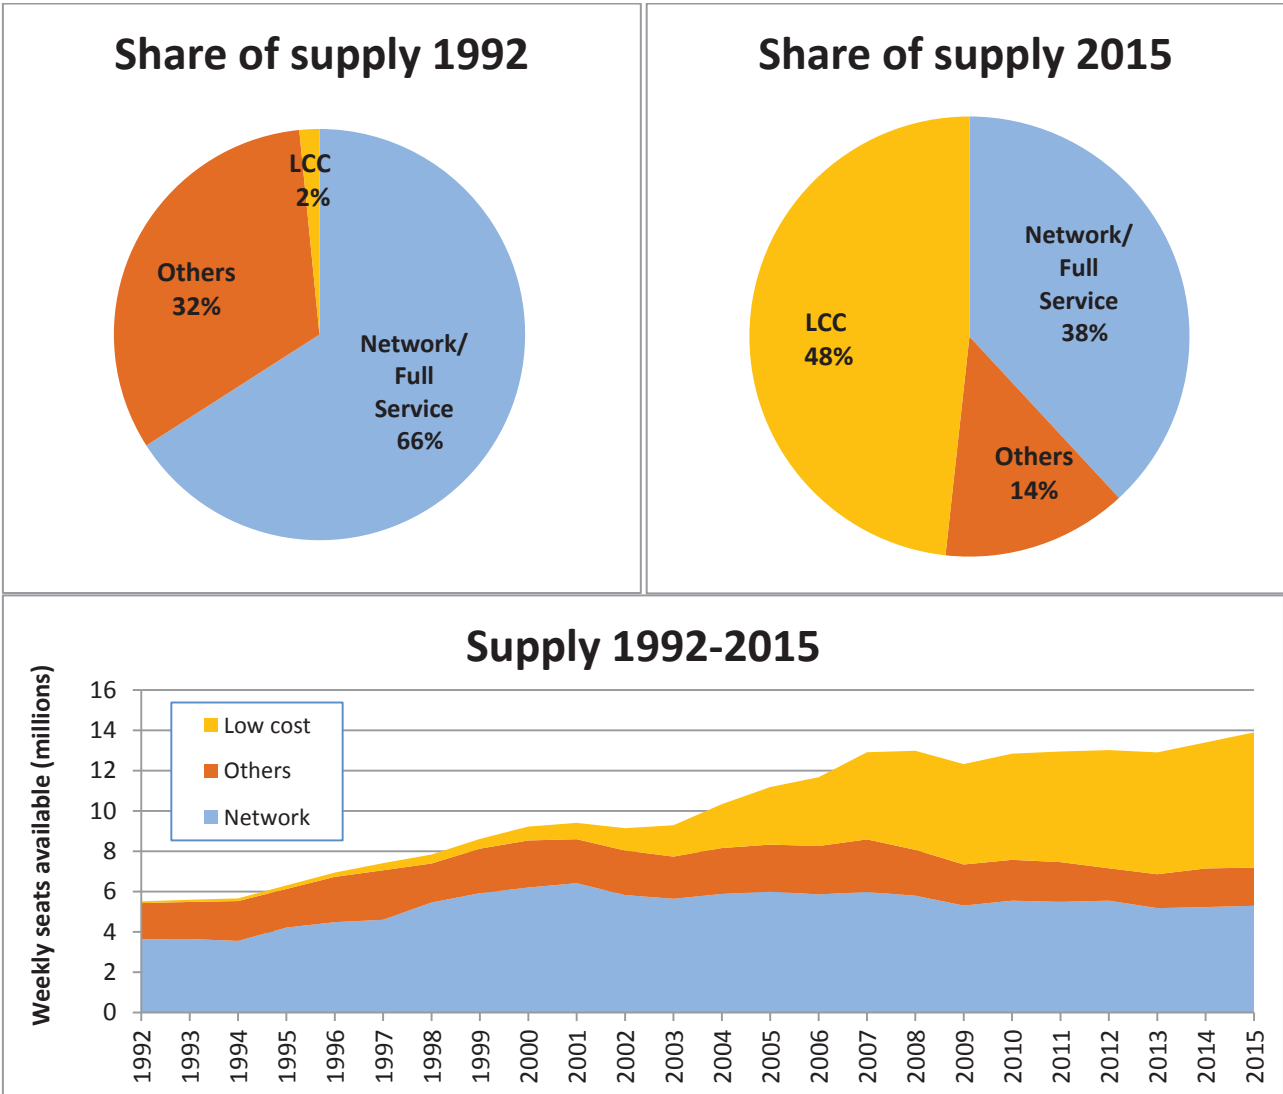 Share of supply 1992
LCC
2%
Others
32%
Network/
Full
Service
66%
Share of supply 2015
Network/
Full
Service
38%
LCC
48%
Others
14%
Supply 1992-2015
Weekly seats available (millions)
16
14
12
10
8
6
4
2
0
Low cost
Others
Network
1992
1993
1994
1995
1996
1997
1998
1999
2000
2001
2002
2003
2004
2005
2006
2007
2008
2009
2010
2011
2012
2013
2014
2015